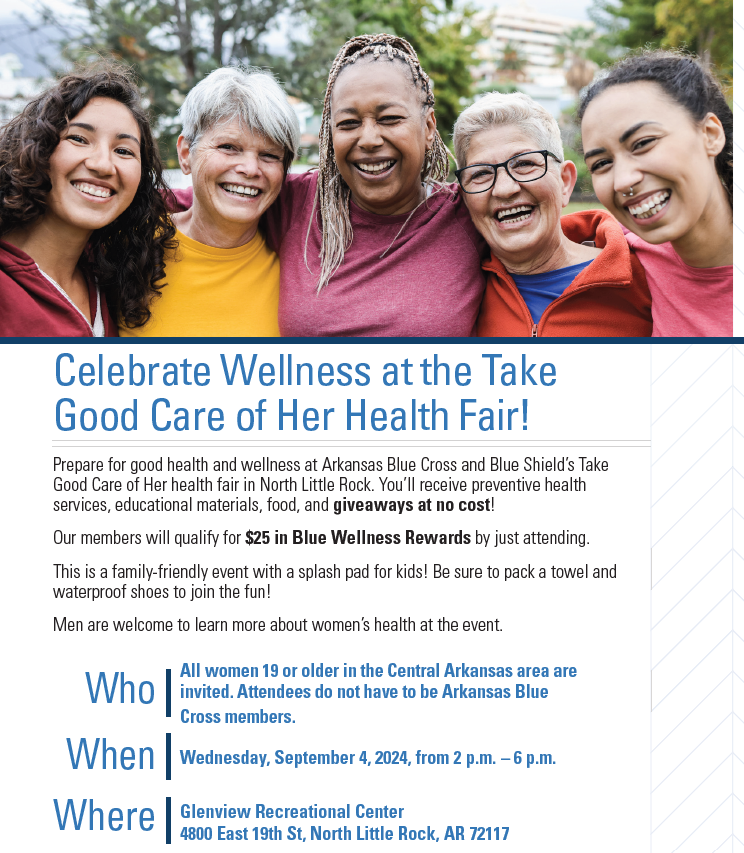 Celebrate Wellness at the Take
Good Care of Her Health Fair!
Prepare for good health and wellness at Arkansas Blue Cross and Blue Shield’s Take
Good Care of Her health fair in North Little Rock. You’ll receive preventive health
services, educational materials, food, and giveaways at no cost!
Our members will qualify for $25 in Blue Wellness Rewards by just attending.
This is a family-friendly event with a splash pad for kids! Be sure to pack a towel and
waterproof shoes to join the fun!
Men are welcome to learn more about women’s health at the event.
Who
All women 19 or older in the Central Arkansas area are
invited. Attendees do not have to be Arkansas Blue
Cross members.
When
Wednesday, September 4, 2024, from 2 p.m. – 6 p.m.
Where
Glenview Recreational Center
4800 East 19th St, North Little Rock, AR 72117